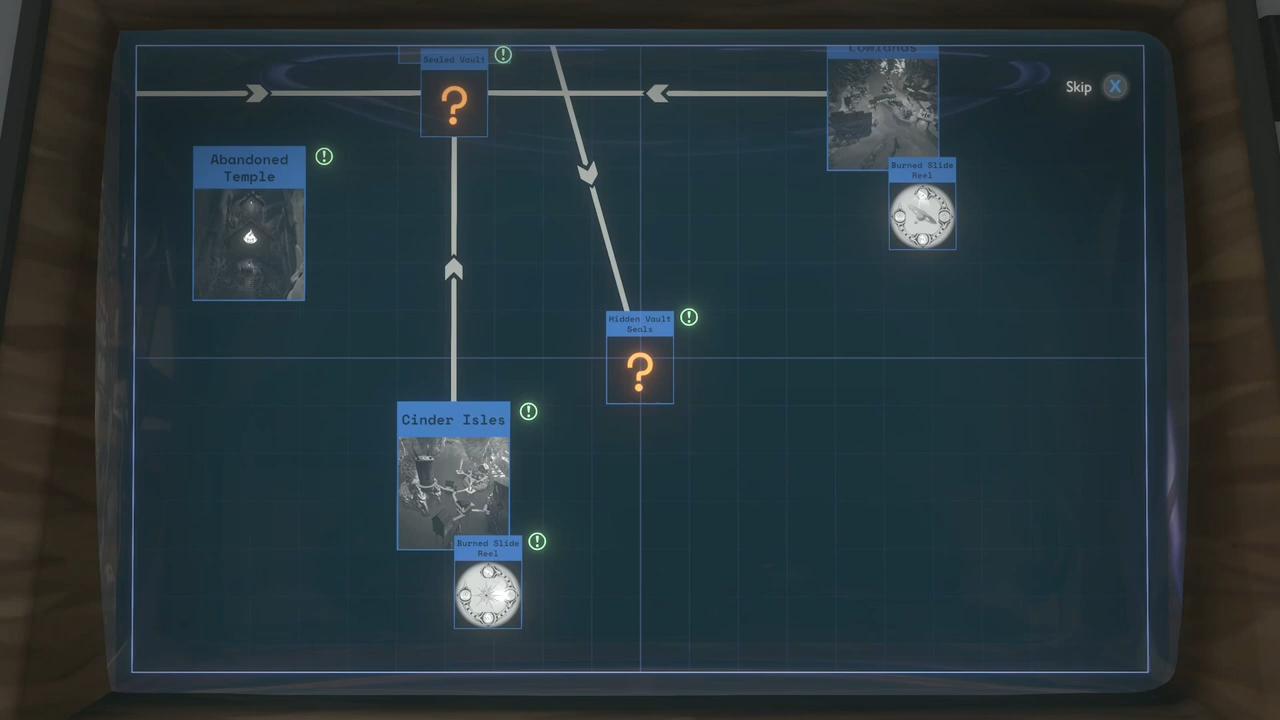 Sealed Vault
Lowlands
Skip X
Abandoned
Temple
Burned Slide
Reel
Hidden Vault
Seals
?
?
Cinder Isles
Burned Slide
Reel